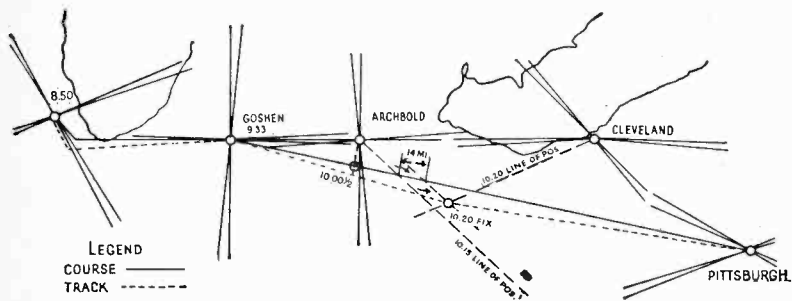 8.50
GOSHEN
9 33
ARCHBOLD
CLEVELAND
14 MI
10.20 LINE OF POS.
10.00½
10.20 FIX
10.15 LINE OF POS.
LEGEND
COURSE
TRACK
PITTSBURGH